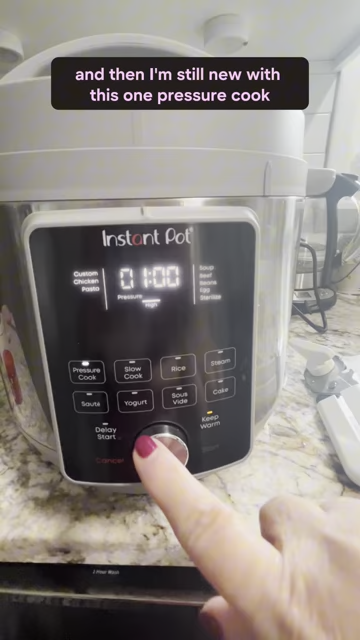 and then I'm still new with
this one pressure cook
Instant Pot
Custom
Chicken
Pasta
01:00
Pressure
High
Soup
Beef
Beans
Egg
Sterilize
Pressure
Cook
Slow
Cook
Rice
Steam
Sauté
Yogurt
Sous
Vide
Cake
Delay
Start
Keep
Warm
Cancel